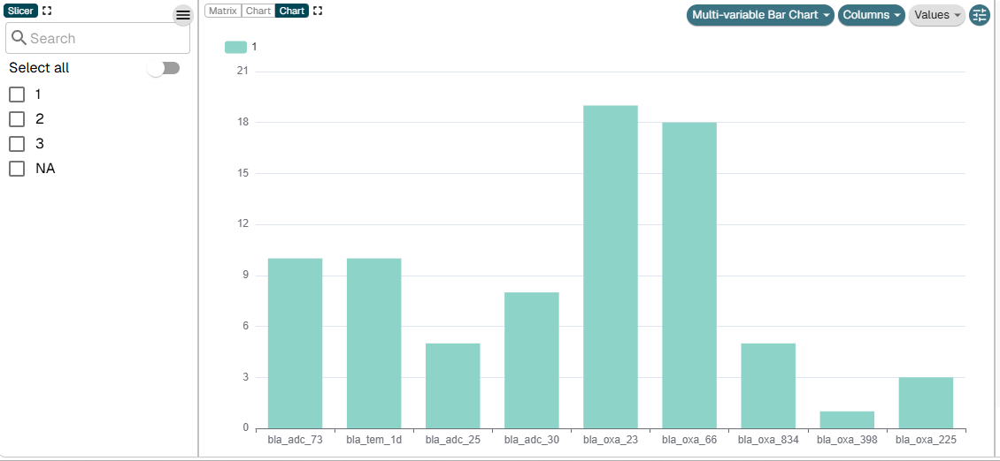 Slicer
Search
Select all
1
2
3
NA
Matrix Chart Chart
Multi-variable Bar Chart Columns Values
1
21
18
15
12
9
6
3
0
bla_adc_73 bla_tem_1d bla_adc_25 bla_adc_30 bla_oxa_23 bla_oxa_66 bla_oxa_834 bla_oxa_398 bla_oxa_225